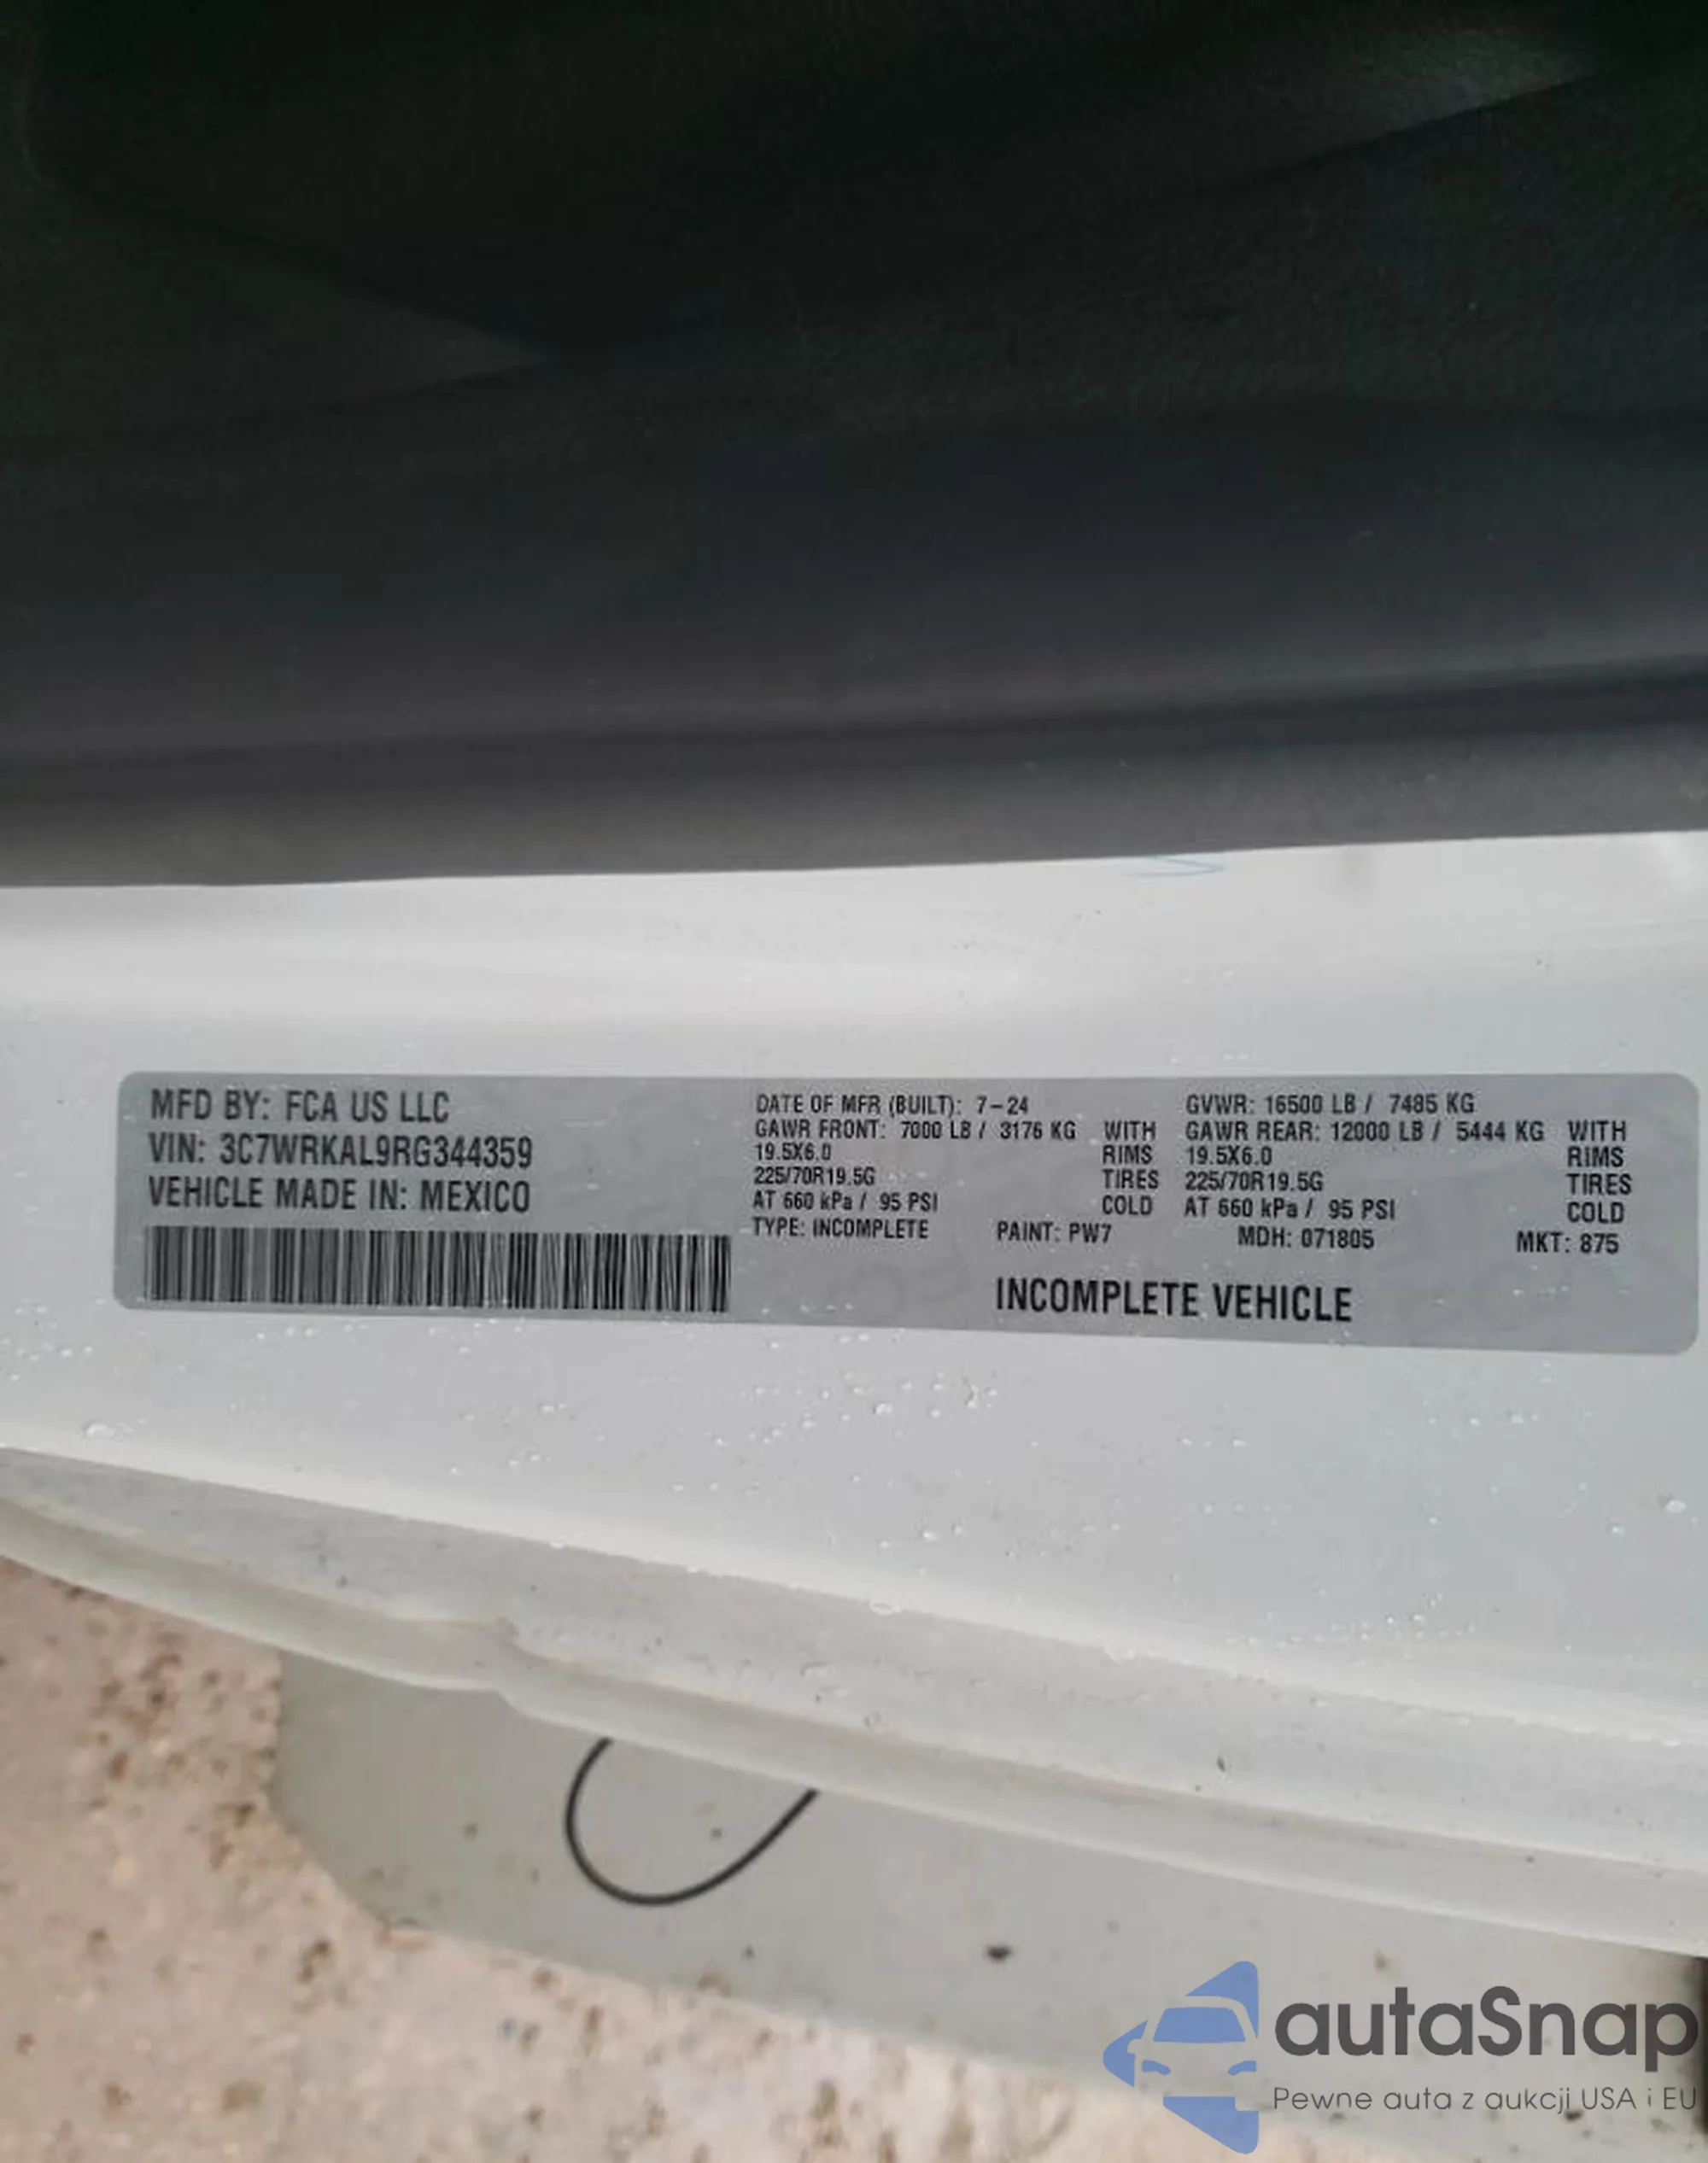 MFD BY: FCA US LLC
VIN: 3C7WRKAL9RG344359
VEHICLE MADE IN: MEXICO
DATE OF MFR (BUILT): 7-24
GAWR FRONT: 7000 LB / 3176 KG WITH
19.5X6.0 RIMS
225/70R19.5G TIRES
AT 660 kPa / 95 PSI COLD
TYPE: INCOMPLETE
GVWR: 16500 LB / 7485 KG
GAWR REAR: 12000 LB / 5444 KG WITH
19.5X6.0 RIMS
225/70R19.5G TIRES
AT 660 kPa / 95 PSI COLD
PAINT: PW7 MDH: 071805 MKT: 875
INCOMPLETE VEHICLE
autaSnap
Pewne auta z aukcji USA i EU